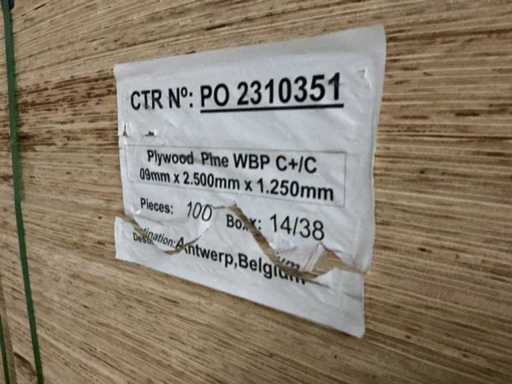 CTR Nº: PO 2310351
Plywood Pine WBP C+/C
09mm x 2.500mm x 1.250mm
Pieces: 100 Box: 14/38
Destination: Antwerp,Belgium